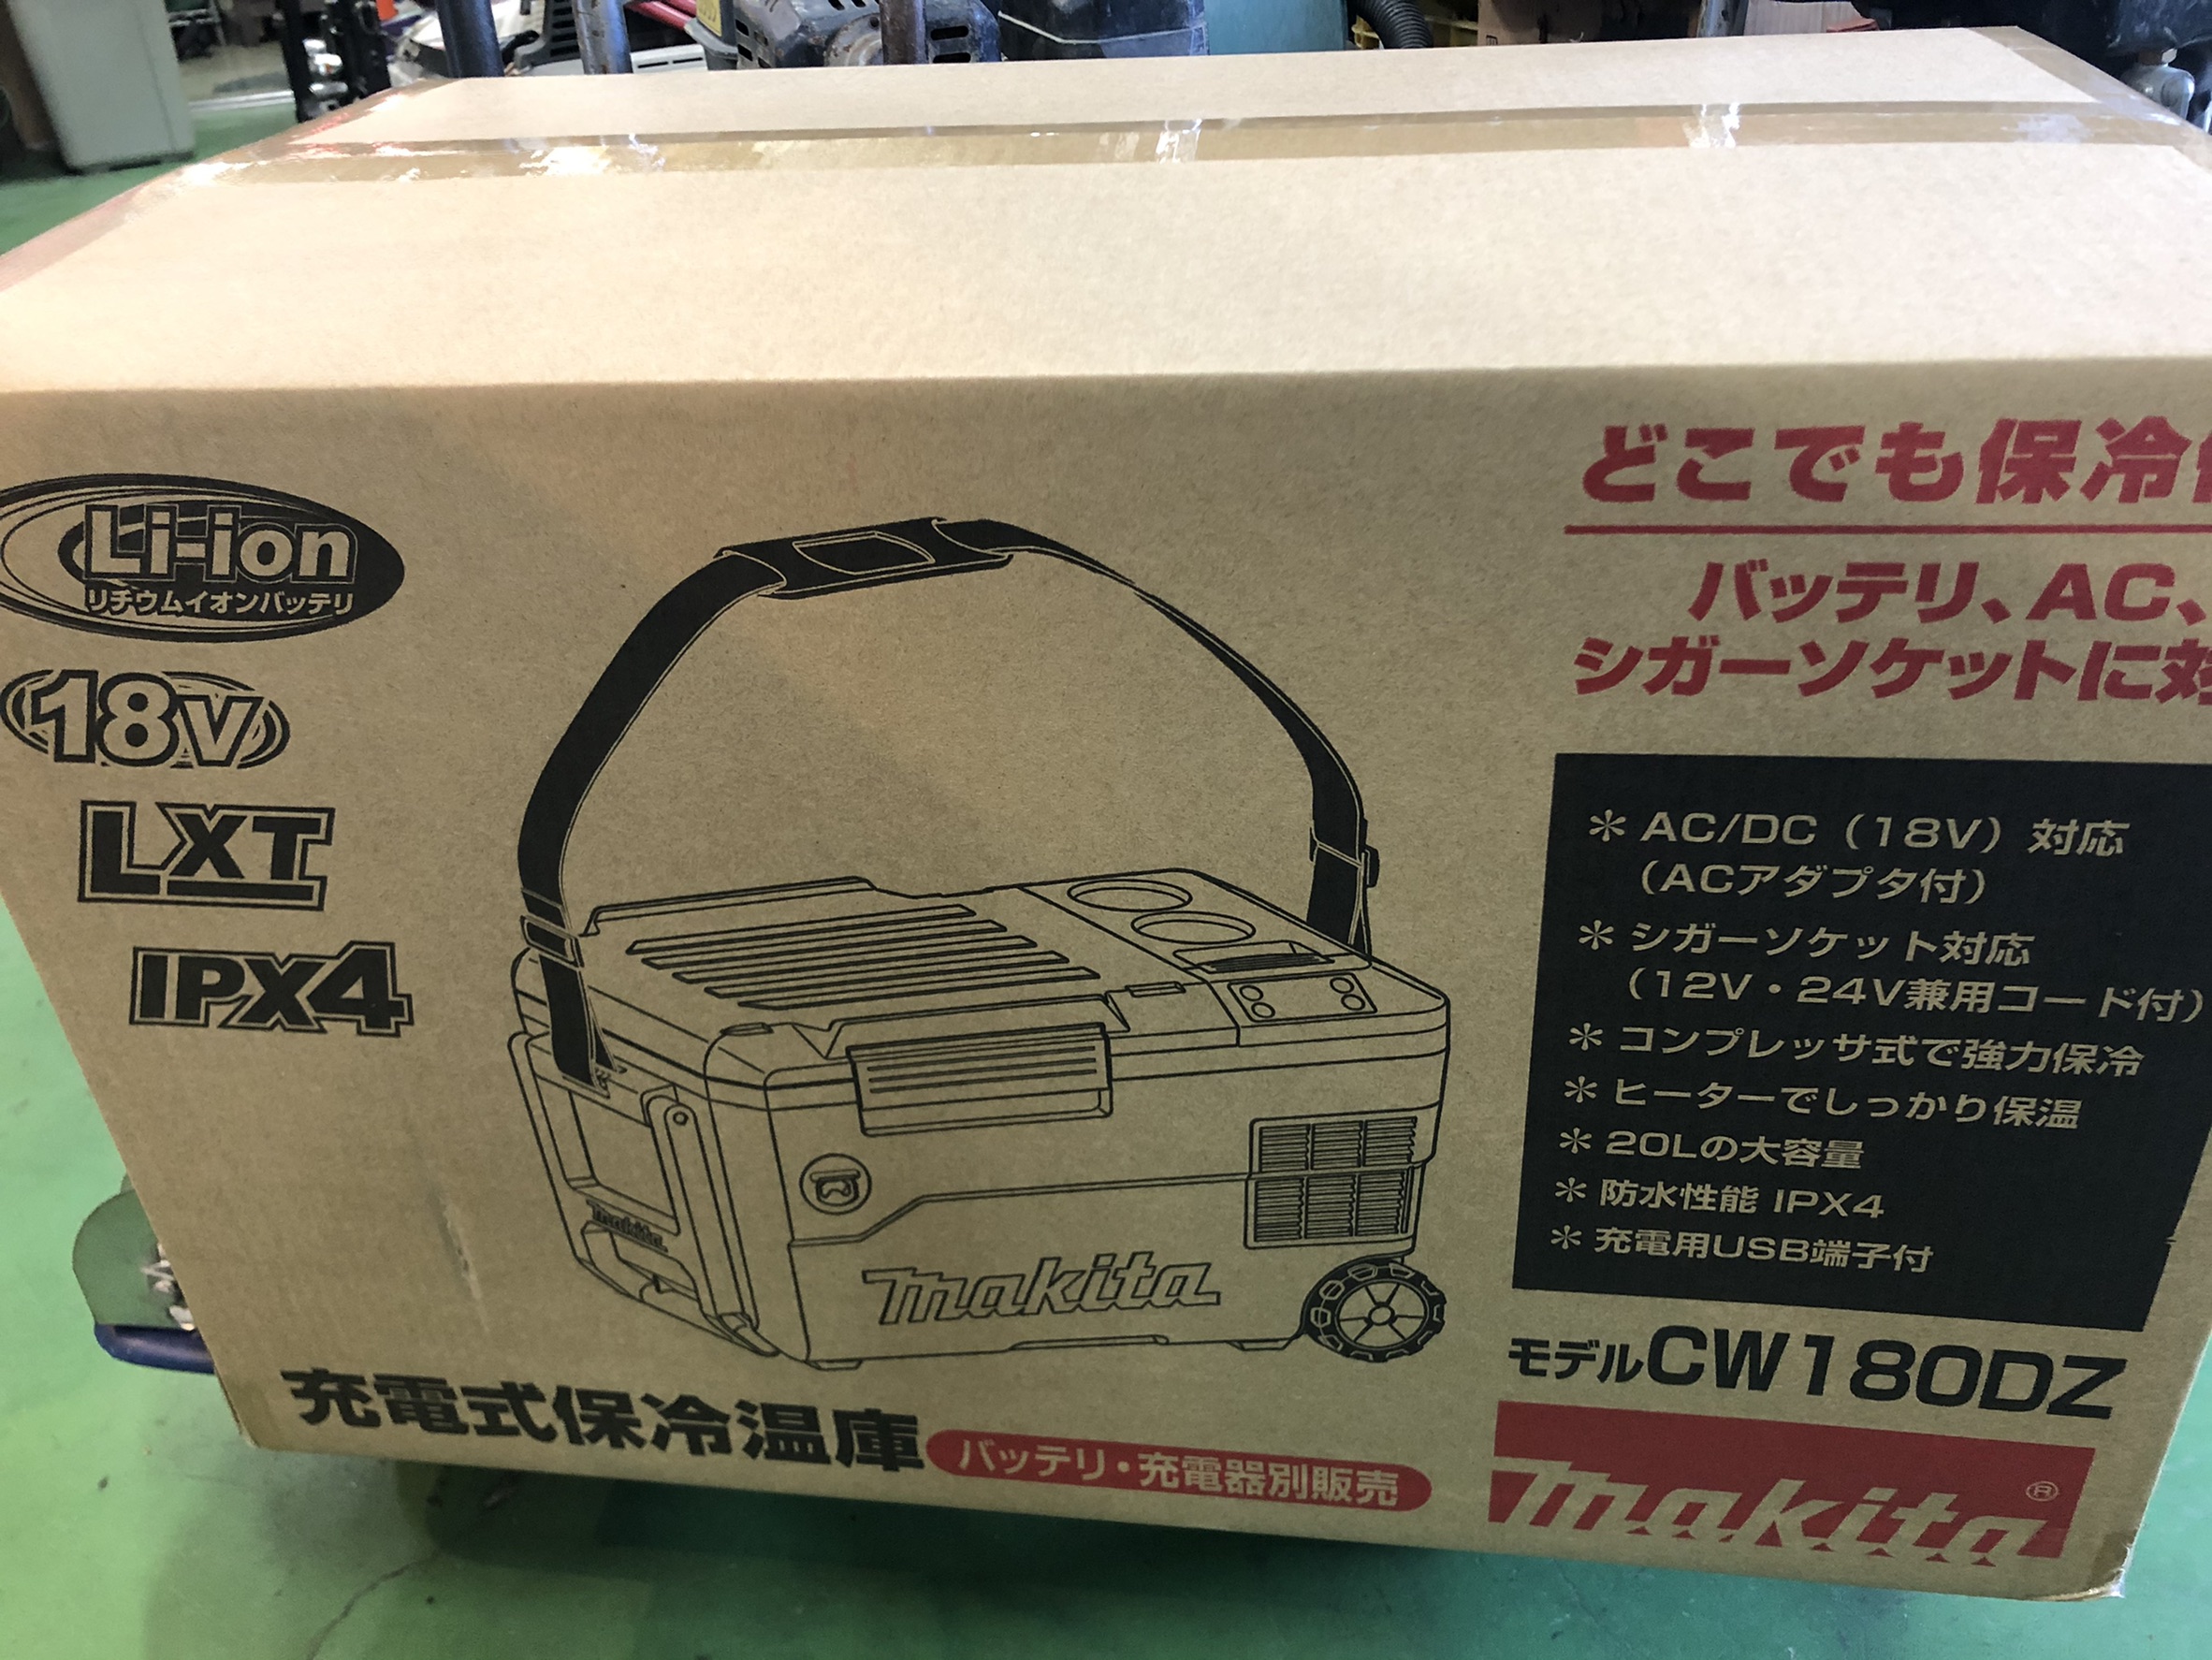 Li-ion
リチウムイオンバッテリ
18V
LXT
IPX4
どこでも保冷
バッテリ、AC、
シガーソケットに対
＊ AC/DC（18V）対応
（ACアダプタ付）
＊ シガーソケット対応
（12V・24V兼用コード付）
＊ コンプレッサ式で強力保冷
＊ ヒーターでしっかり保温
＊ 20Lの大容量
＊ 防水性能 IPX4
＊ 充電用USB端子付
makita
makita
モデルCW180DZ
充電式保冷温庫
バッテリ・充電器別販売
makita®